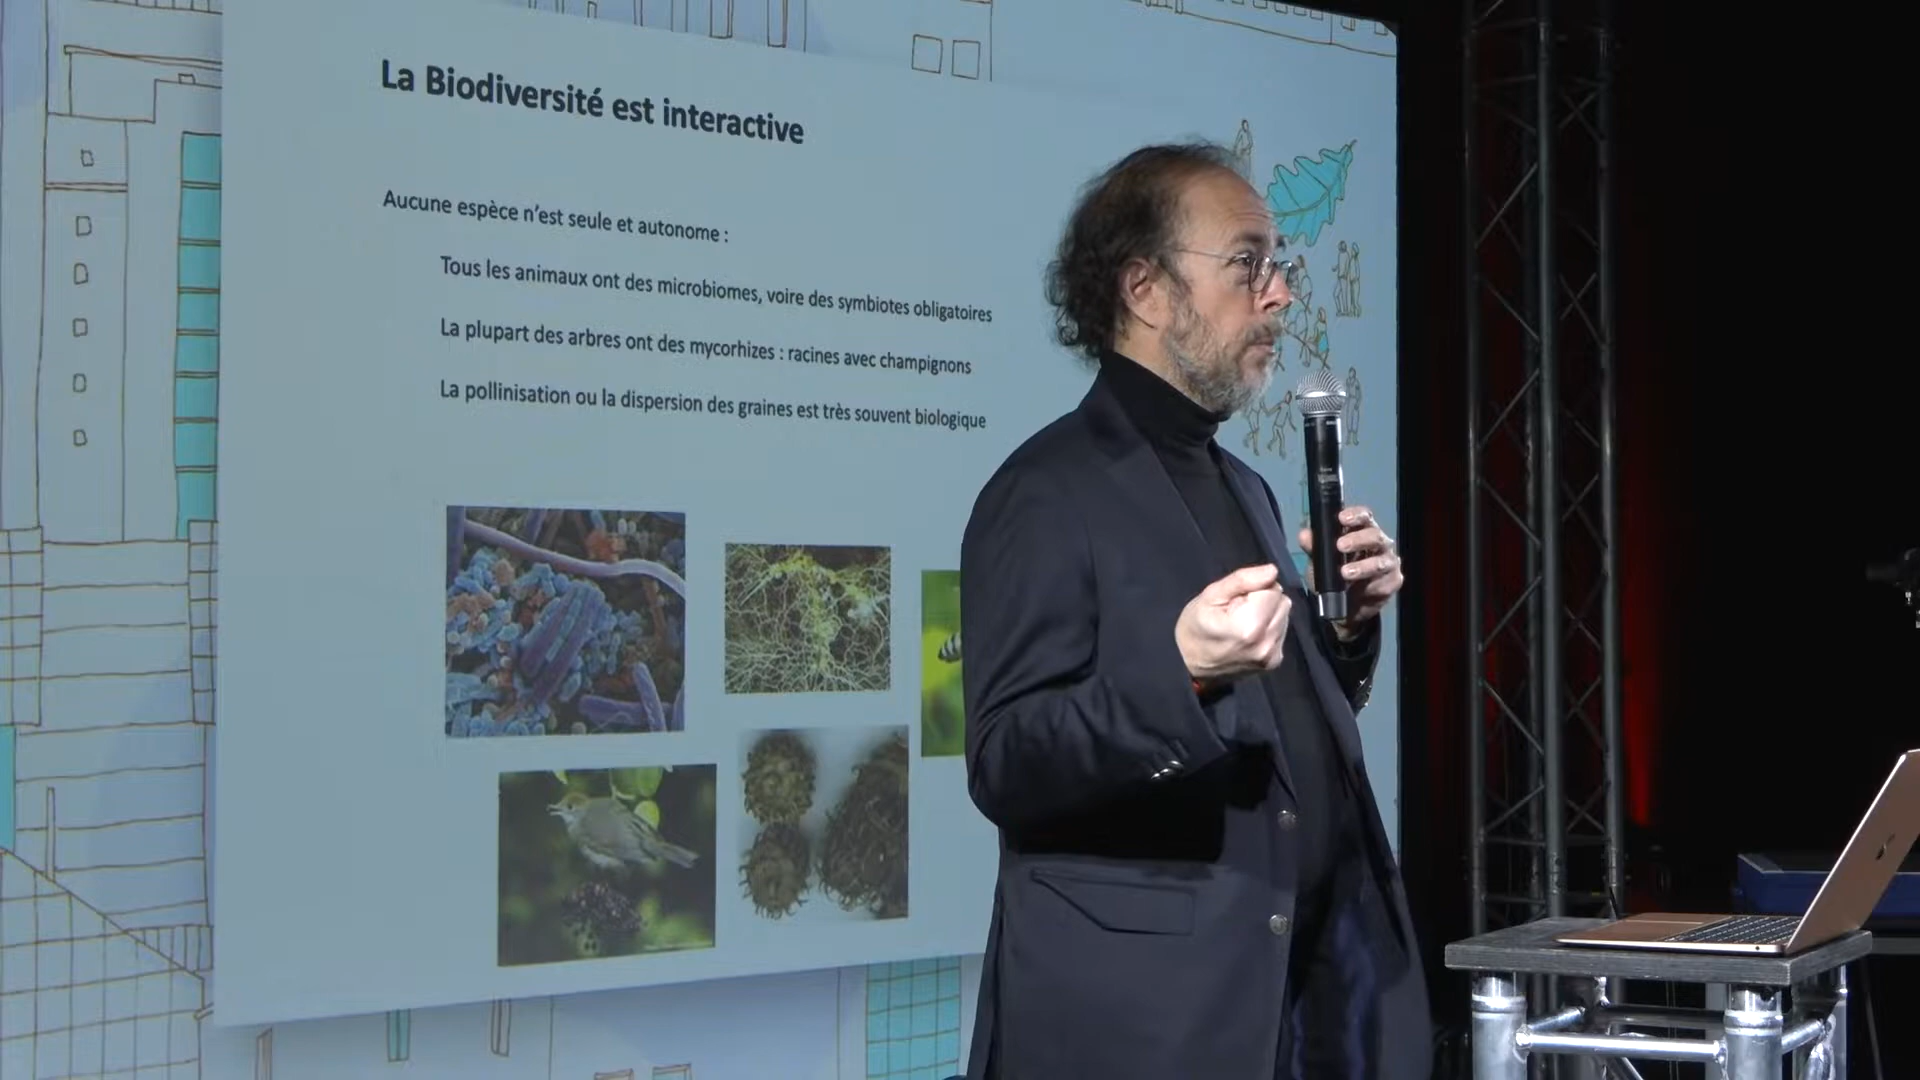 La Biodiversité est interactive
Aucune espèce n'est seule et autonome :
Tous les animaux ont des microbiomes, voire des symbiotes obligatoires
La plupart des arbres ont des mycorhizes : racines avec champignons
La pollinisation ou la dispersion des graines est très souvent biologique